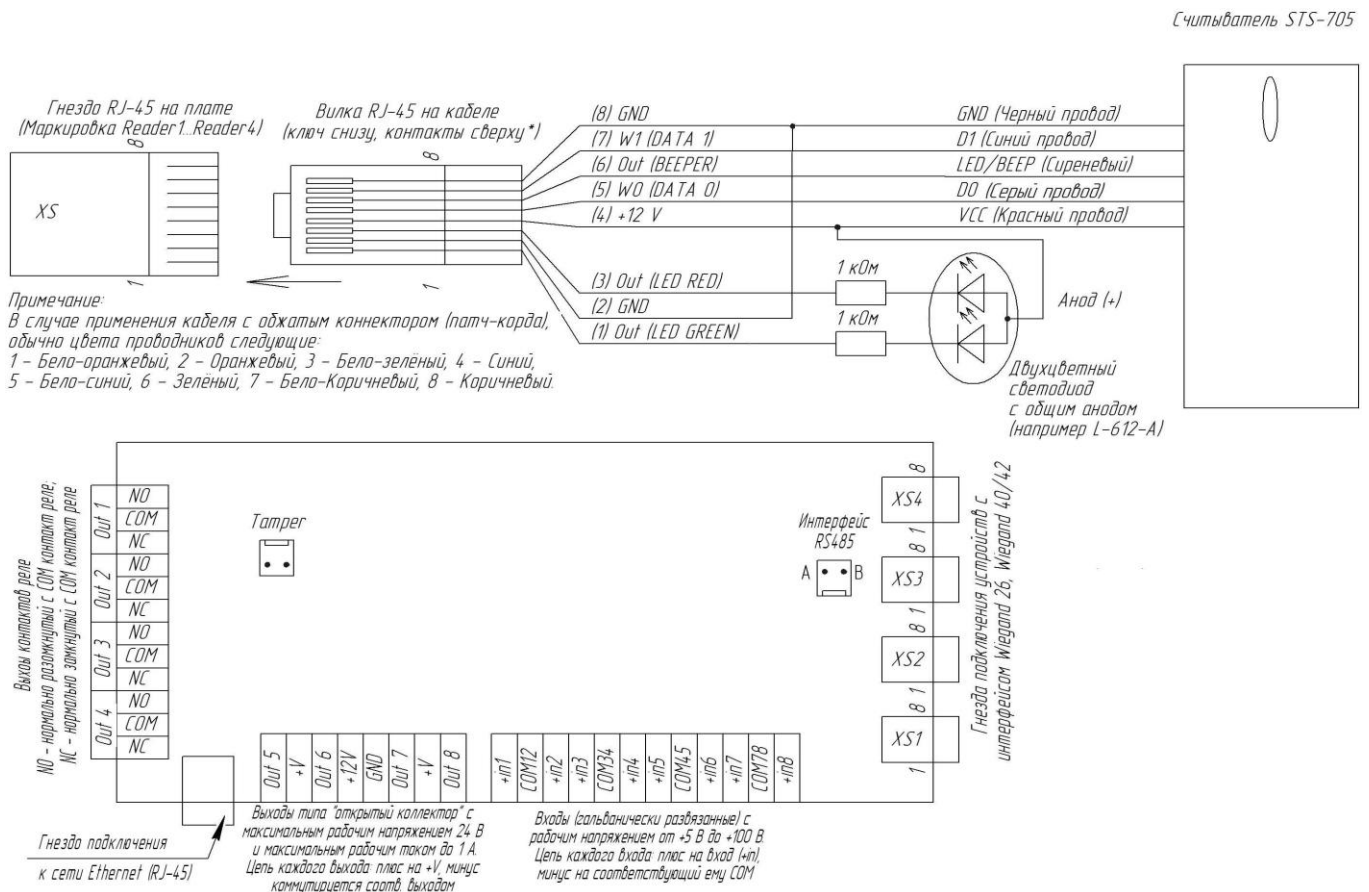 Считыватель STS-705
Гнездо RJ-45 на плате
(Маркировка Reader1...Reader4)
8
XS
1
Вилка RJ-45 на кабеле
(ключ снизу, контакты сверху*)
8
1
(8) GND
(7) W1 (DATA 1)
(6) Out (BEEPER)
(5) W0 (DATA 0)
(4) +12 V
(3) Out (LED RED)
(2) GND
(1) Out (LED GREEN)
GND (Черный провод)
D1 (Синий провод)
LED/BEEP (Сиреневый)
D0 (Серый провод)
VCC (Красный провод)
1 кОм
1 кОм
Анод (+)
Двухцветный
светодиод
с общим анодом
(например L-612-A)
Примечание:
В случае применения кабеля с обжатым коннектором (патч-корда),
обычно цвета проводников следующие:
1 - Бело-оранжевый, 2 - Оранжевый, 3 - Бело-зелёный, 4 - Синий,
5 - Бело-синий, 6 - Зелёный, 7 - Бело-Коричневый, 8 - Коричневый.
Выхоы контактов реле
NO - нормально разомкнутый с COM контакт реле;
NC - нормально замкнутый с COM контакт реле
Out 1
NO
COM
NC
Out 2
NO
COM
NC
Out 3
NO
COM
NC
Out 4
NO
COM
NC
Tamper
Интерфейс
RS485
A
B
8
XS4
8 1
XS3
8 1
XS2
8 1
XS1
1
Гнезда подключения устройств с
интерфейсом Wiegand 26, Wiegand 40/42
Out 5
+V
Out 6
+12V
GND
Out 7
+V
Out 8
+in1
COM12
+in2
+in3
COM34
+in4
+in5
COM45
+in6
+in7
COM78
+in8
Гнездо подключения
к сети Ethernet (RJ-45)
Выходы типа "открытый коллектор" с
максимальным рабочим напряжением 24 В
и максимальным рабочим током до 1 А.
Цепь каждого выхода: плюс на +V, минус
коммутируется соотв. выходом
Входы (гальванически развязанные) с
рабочим напряжением от +5 В до +100 В.
Цепь каждого входа: плюс на вход (+in),
минус на соответствующий ему COM